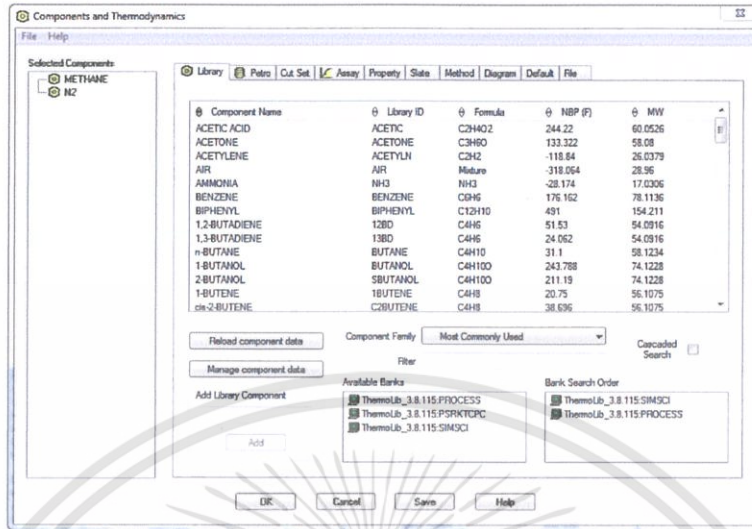 Components and Thermodynamics
File Help
Selected Components
METHANE
N2
Library Petro Cut Set Assay Property Slate Method Diagram Default File
Component Name Library ID Formula NBP (F) MW
ACETIC ACID ACETIC C2H4O2 244.22 60.0526
ACETONE ACETONE C3H6O 133.322 58.08
ACETYLENE ACETYLN C2H2 -118.84 26.0379
AIR AIR Mixture -318.064 28.96
AMMONIA NH3 NH3 -28.174 17.0306
BENZENE BENZENE C6H6 176.162 78.1136
BIPHENYL BIPHENYL C12H10 491 154.211
1,2-BUTADIENE 12BD C4H6 51.53 54.0916
1,3-BUTADIENE 13BD C4H6 24.062 54.0916
n-BUTANE BUTANE C4H10 31.1 58.1234
1-BUTANOL BUTANOL C4H10O 243.788 74.1228
2-BUTANOL SBUTANOL C4H10O 211.19 74.1228
1-BUTENE 1BUTENE C4H8 20.75 56.1075
cis-2-BUTENE C2BUTENE C4H8 38.696 56.1075
Reload component data
Component Family Most Commonly Used
Cascaded Search
Manage component data
Filter
Add Library Component
Available Banks
Bank Search Order
ThermoLib_3.8.115:PROCESS
ThermoLib_3.8.115:PSRKTCPC
ThermoLib_3.8.115:SIMSCI
ThermoLib_3.8.115:SIMSCI
ThermoLib_3.8.115:PROCESS
Add
OK Cancel Save Help